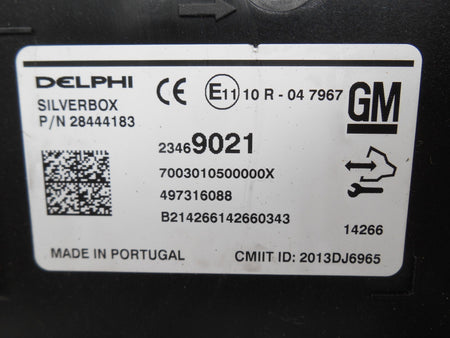 DELPHI
SILVERBOX
P/N 28444183
CE E11 10 R - 04 7967
GM
23469021
7003010500000X
497316088
B214266142660343
14266
MADE IN PORTUGAL
CMIIT ID: 2013DJ6965